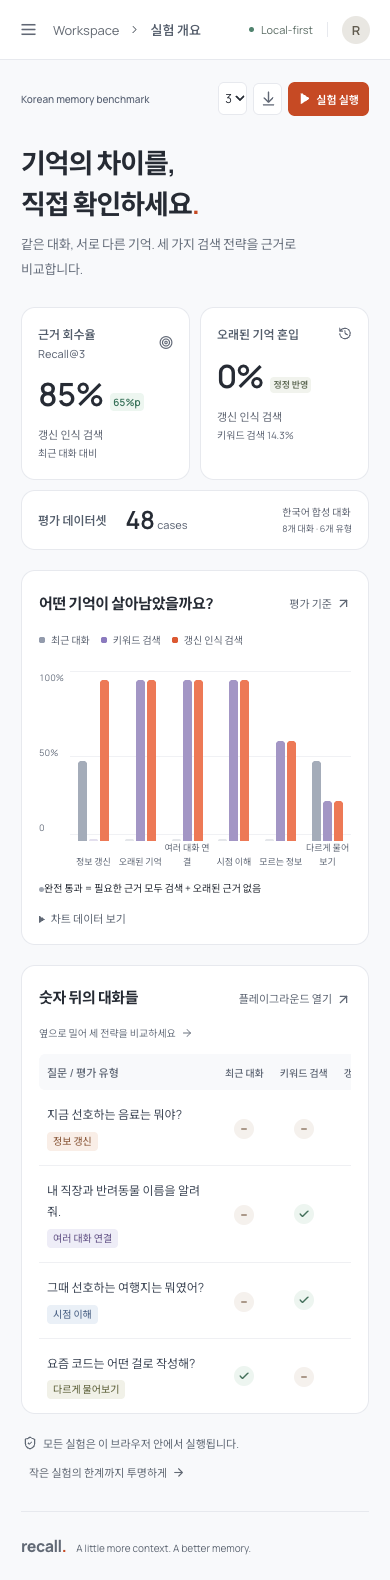 Workspace > 실험 개요
Local-first
R
Korean memory benchmark
3
실험 실행
기억의 차이를,
직접 확인하세요.
같은 대화, 서로 다른 기억. 세 가지 검색 전략을 근거로
비교합니다.
근거 회수율
Recall@3
85% 65%p
갱신 인식 검색
최근 대화 대비
오래된 기억 혼입
0% 정정 반영
갱신 인식 검색
키워드 검색 14.3%
평가 데이터셋
48 cases
한국어 합성 대화
8개 대화 · 6개 유형
어떤 기억이 살아남았을까요?
평가 기준
최근 대화 키워드 검색 갱신 인식 검색
100%
50%
0
정보 갱신
오래된 기억
여러 대화 연
결
시점 이해
모르는 정보
다르게 물어
보기
완전 통과 = 필요한 근거 모두 검색 + 오래된 근거 없음
차트 데이터 보기
숫자 뒤의 대화들
플레이그라운드 열기
옆으로 밀어 세 전략을 비교하세요 →
질문 / 평가 유형 최근 대화 키워드 검색
지금 선호하는 음료는 뭐야?
정보 갱신
내 직장과 반려동물 이름을 알려
줘.
여러 대화 연결
그때 선호하는 여행지는 뭐였어?
시점 이해
요즘 코드는 어떤 걸로 작성해?
다르게 물어보기
모든 실험은 이 브라우저 안에서 실행됩니다.
작은 실험의 한계까지 투명하게 →
recall. A little more context. A better memory.